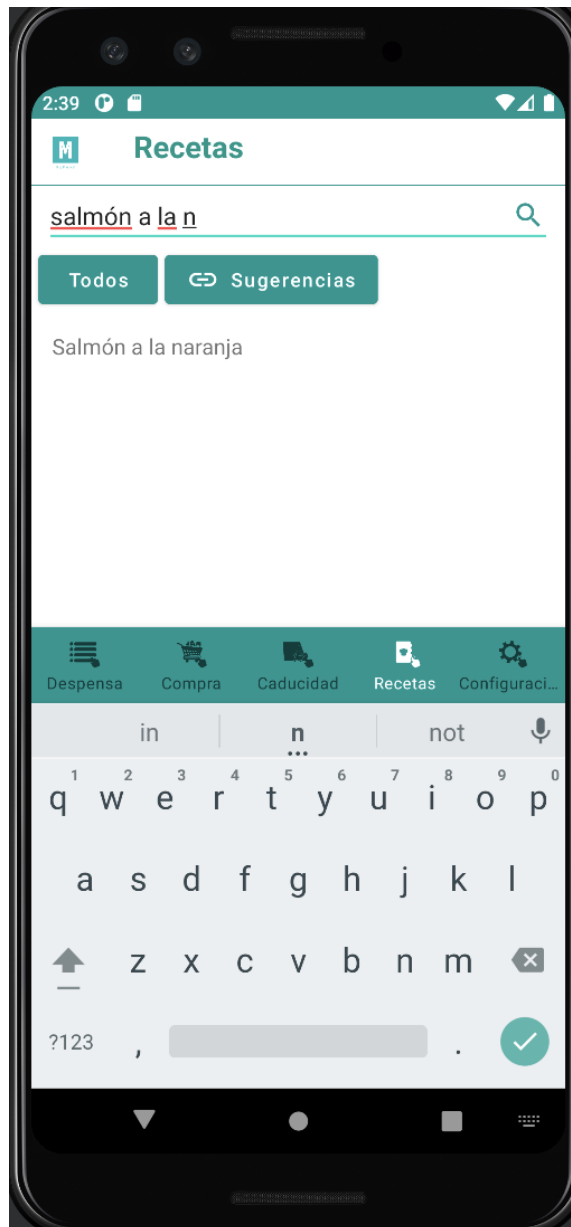 2:39
M
Recetas
salmón a la n
Todos
Sugerencias
Salmón a la naranja
Despensa Compra Caducidad Recetas Configuraci...
in n not
1 2 3 4 5 6 7 8 9 0
q w e r t y u i o p
a s d f g h j k l
z x c v b n m
?123 , .